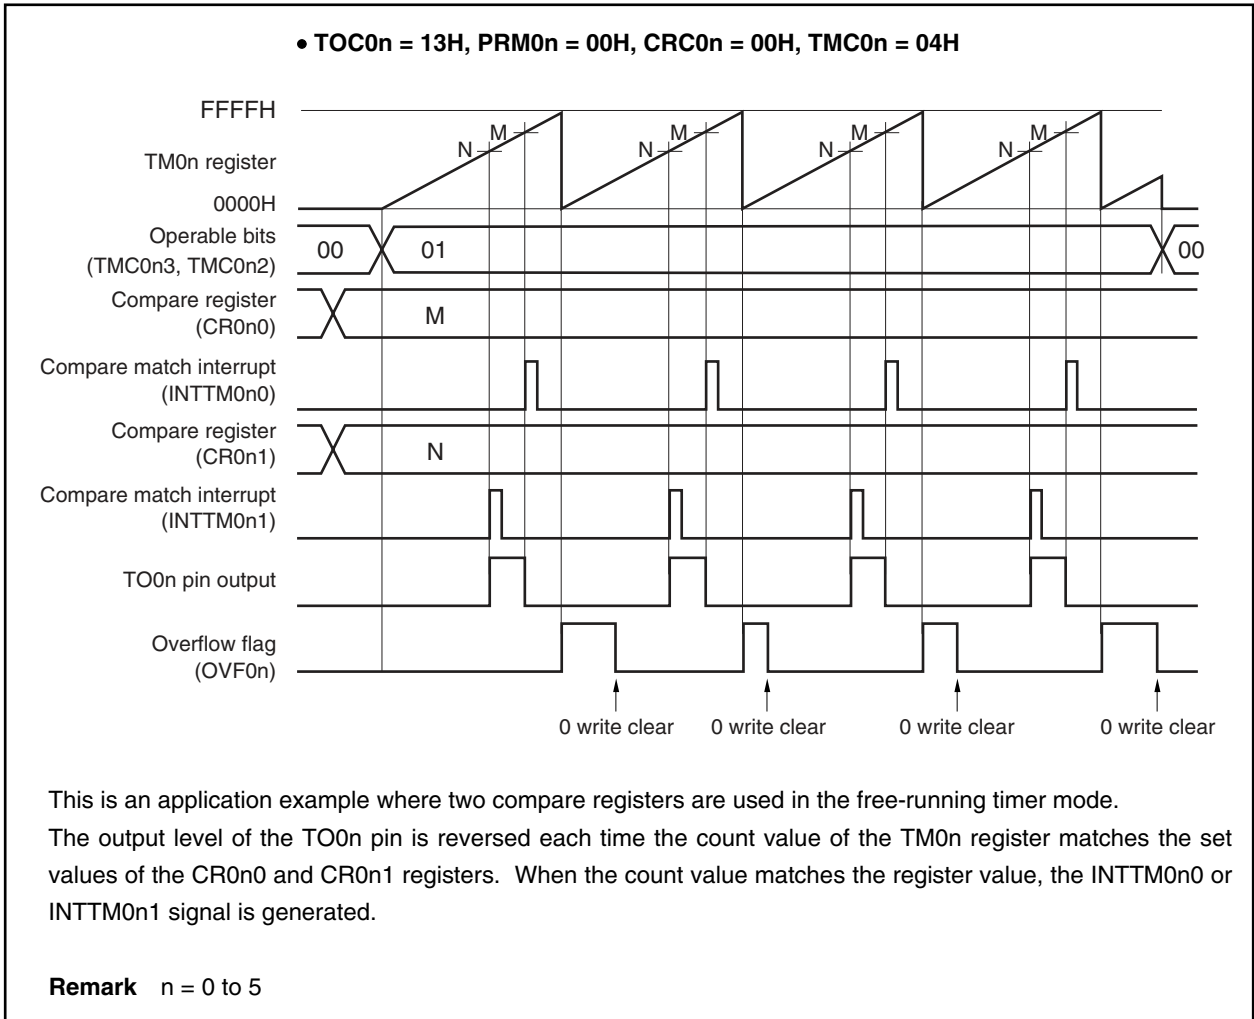 • TOC0n = 13H, PRM0n = 00H, CRC0n = 00H, TMC0n = 04H
FFFFH
M M M M
N N N N
TM0n register
0000H
Operable bits
(TMC0n3, TMC0n2)
00 01 00
Compare register
(CR0n0)
M
Compare match interrupt
(INTTM0n0)
Compare register
(CR0n1)
N
Compare match interrupt
(INTTM0n1)
TO0n pin output
Overflow flag
(OVF0n)
0 write clear 0 write clear 0 write clear 0 write clear
This is an application example where two compare registers are used in the free-running timer mode.
The output level of the TO0n pin is reversed each time the count value of the TM0n register matches the set
values of the CR0n0 and CR0n1 registers. When the count value matches the register value, the INTTM0n0 or
INTTM0n1 signal is generated.
Remark n = 0 to 5